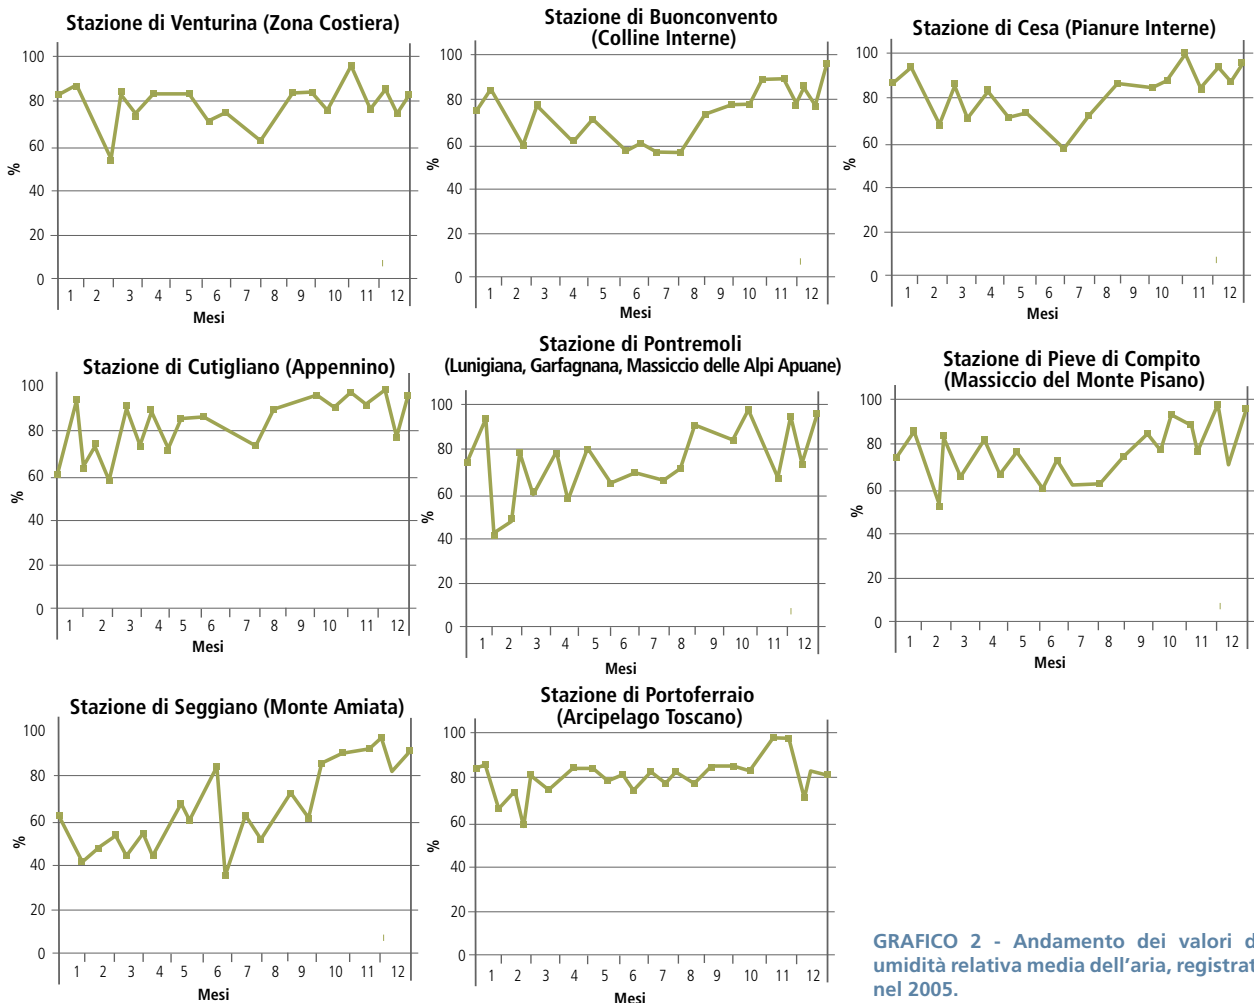 Stazione di Venturina (Zona Costiera)
100
80
60
40
20
0
%
1 2 3 4 5 6 7 8 9 10 11 12
Mesi
Stazione di Buonconvento
(Colline Interne)
100
80
60
40
20
0
%
1 2 3 4 5 6 7 8 9 10 11 12
Mesi
Stazione di Cesa (Pianure Interne)
100
80
60
40
20
0
%
1 2 3 4 5 6 7 8 9 10 11 12
Mesi
Stazione di Cutigliano (Appennino)
100
80
60
40
20
0
%
1 2 3 4 5 6 7 8 9 10 11 12
Mesi
Stazione di Pontremoli
(Lunigiana, Garfagnana, Massiccio delle Alpi Apuane)
100
80
60
40
20
0
%
1 2 3 4 5 6 7 8 9 10 11 12
Mesi
Stazione di Pieve di Compito
(Massiccio del Monte Pisano)
100
80
60
40
20
0
%
1 2 3 4 5 6 7 8 9 10 11 12
Mesi
Stazione di Seggiano (Monte Amiata)
100
80
60
40
20
0
%
1 2 3 4 5 6 7 8 9 10 11 12
Mesi
Stazione di Portoferraio
(Arcipelago Toscano)
100
80
60
40
20
0
%
1 2 3 4 5 6 7 8 9 10 11 12
Mesi
GRAFICO 2 - Andamento dei valori d
umidità relativa media dell'aria, registrat
nel 2005.